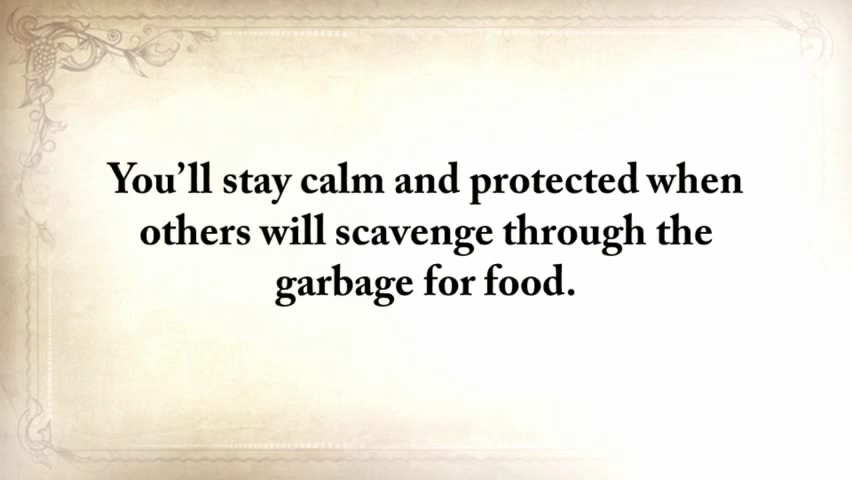 You’ll stay calm and protected when
others will scavenge through the
garbage for food.